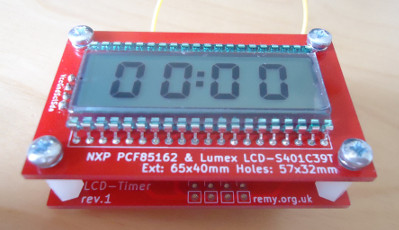 00:00
NXP PCF85162 & Lumex LCD-S401C39T
Ext: 65x40mm Holes: 57x32mm
LCD-Timer
rev.1
remy.org.uk